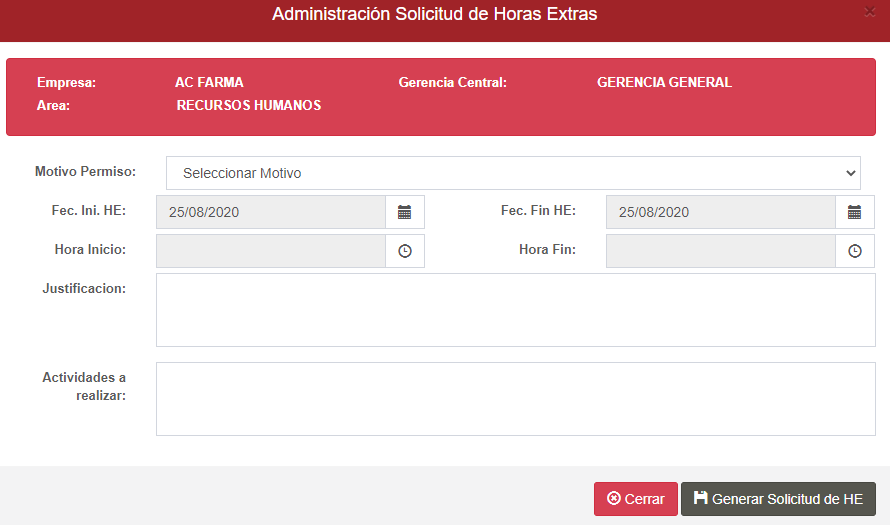 Administración Solicitud de Horas Extras ×
Empresa: AC FARMA Gerencia Central: GERENCIA GENERAL
Area: RECURSOS HUMANOS
Motivo Permiso: Seleccionar Motivo
Fec. Ini. HE: 25/08/2020 Fec. Fin HE: 25/08/2020
Hora Inicio: Hora Fin:
Justificacion:
Actividades a
realizar:
Cerrar Generar Solicitud de HE